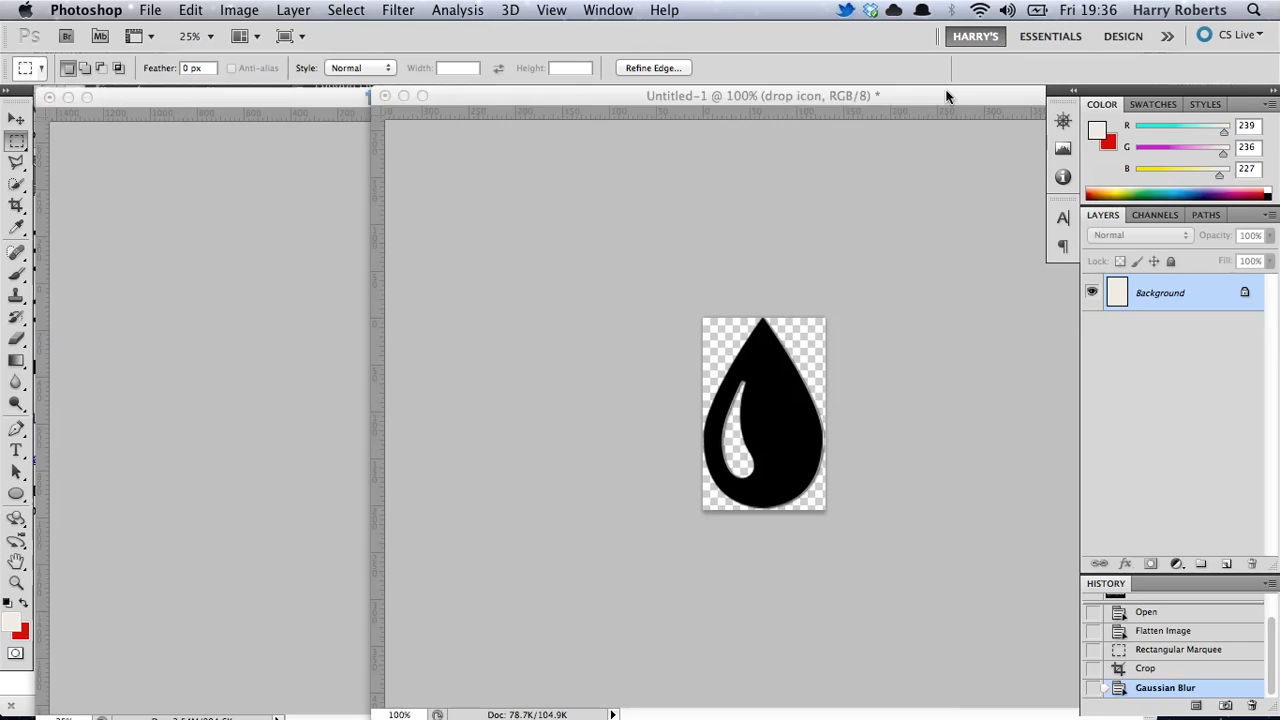 Photoshop File Edit Image Layer Select Filter Analysis 3D View Window Help Fri 19:36 Harry Roberts
Ps Br Mb 25% HARRY'S ESSENTIALS DESIGN CS Live
Feather: 0 px Anti-alias Style: Normal Width: Height: Refine Edge...
Untitled-1 @ 100% (drop icon, RGB/8) *
COLOR SWATCHES STYLES
R 239
G 236
B 227
LAYERS CHANNELS PATHS
Normal Opacity: 100%
Lock: Fill: 100%
Background
HISTORY
Open
Flatten Image
Rectangular Marquee
Crop
Gaussian Blur
100% Doc: 78.7K/104.9K